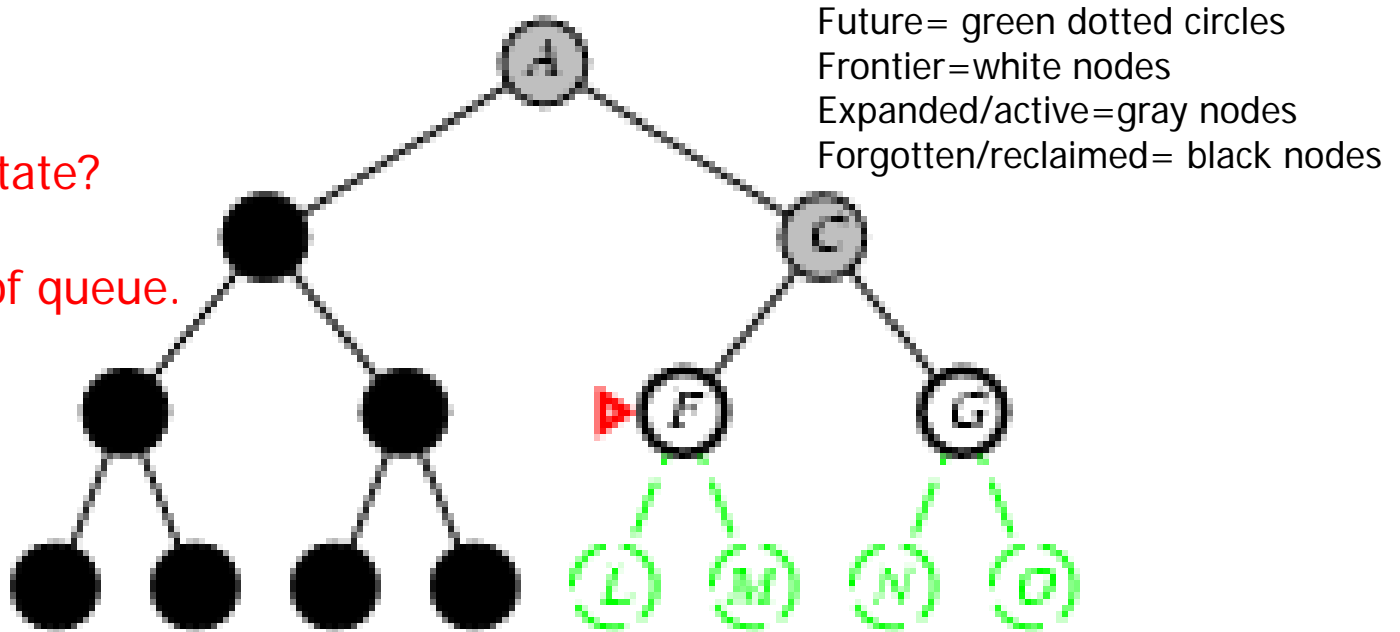 Future= green dotted circles
Frontier=white nodes
Expanded/active=gray nodes
Forgotten/reclaimed= black nodes
tate?
of queue.
A
C
F
G
L
M
N
O